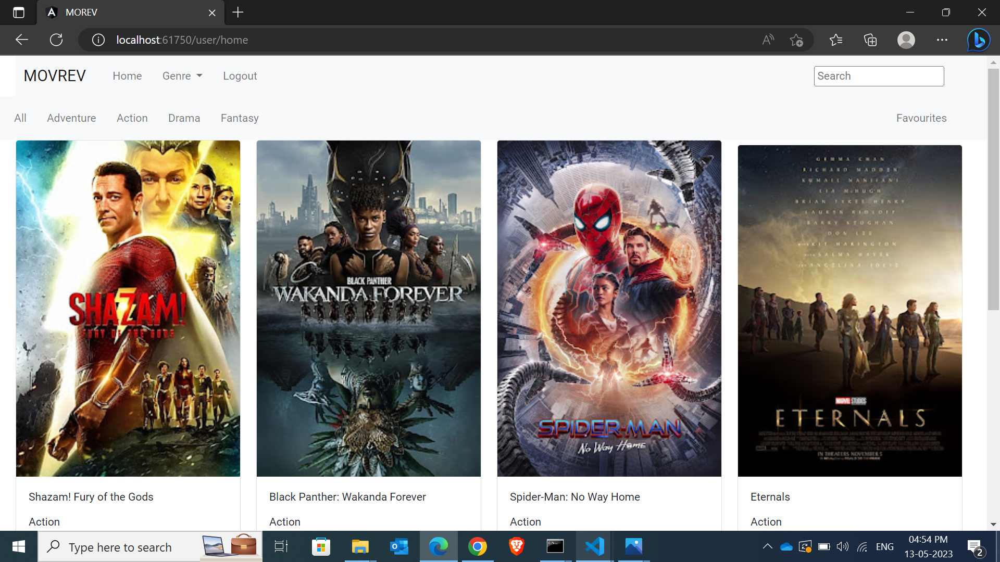 MOREV
localhost:61750/user/home
MOVREV Home Genre Logout Search
All Adventure Action Drama Fantasy Favourites
SHAZAM!
FURY OF THE GODS
BLACK PANTHER
WAKANDA FOREVER
SPIDER-MAN
No Way Home
GEMMA CHAN
RICHARD MADDEN
KUMAIL NANJIANI
LIA McHUGH
BRIAN TYREE HENRY
LAUREN RIDLOFF
BARRY KEOGHAN
DON LEE
WITH KIT HARINGTON
WITH SALMA HAYEK
AND ANGELINA JOLIE
MARVEL STUDIOS
ETERNALS
IN THEATERS NOVEMBER 5
Shazam! Fury of the Gods
Action
Black Panther: Wakanda Forever
Action
Spider-Man: No Way Home
Action
Eternals
Action
Type here to search
ENG
04:54 PM
13-05-2023
2